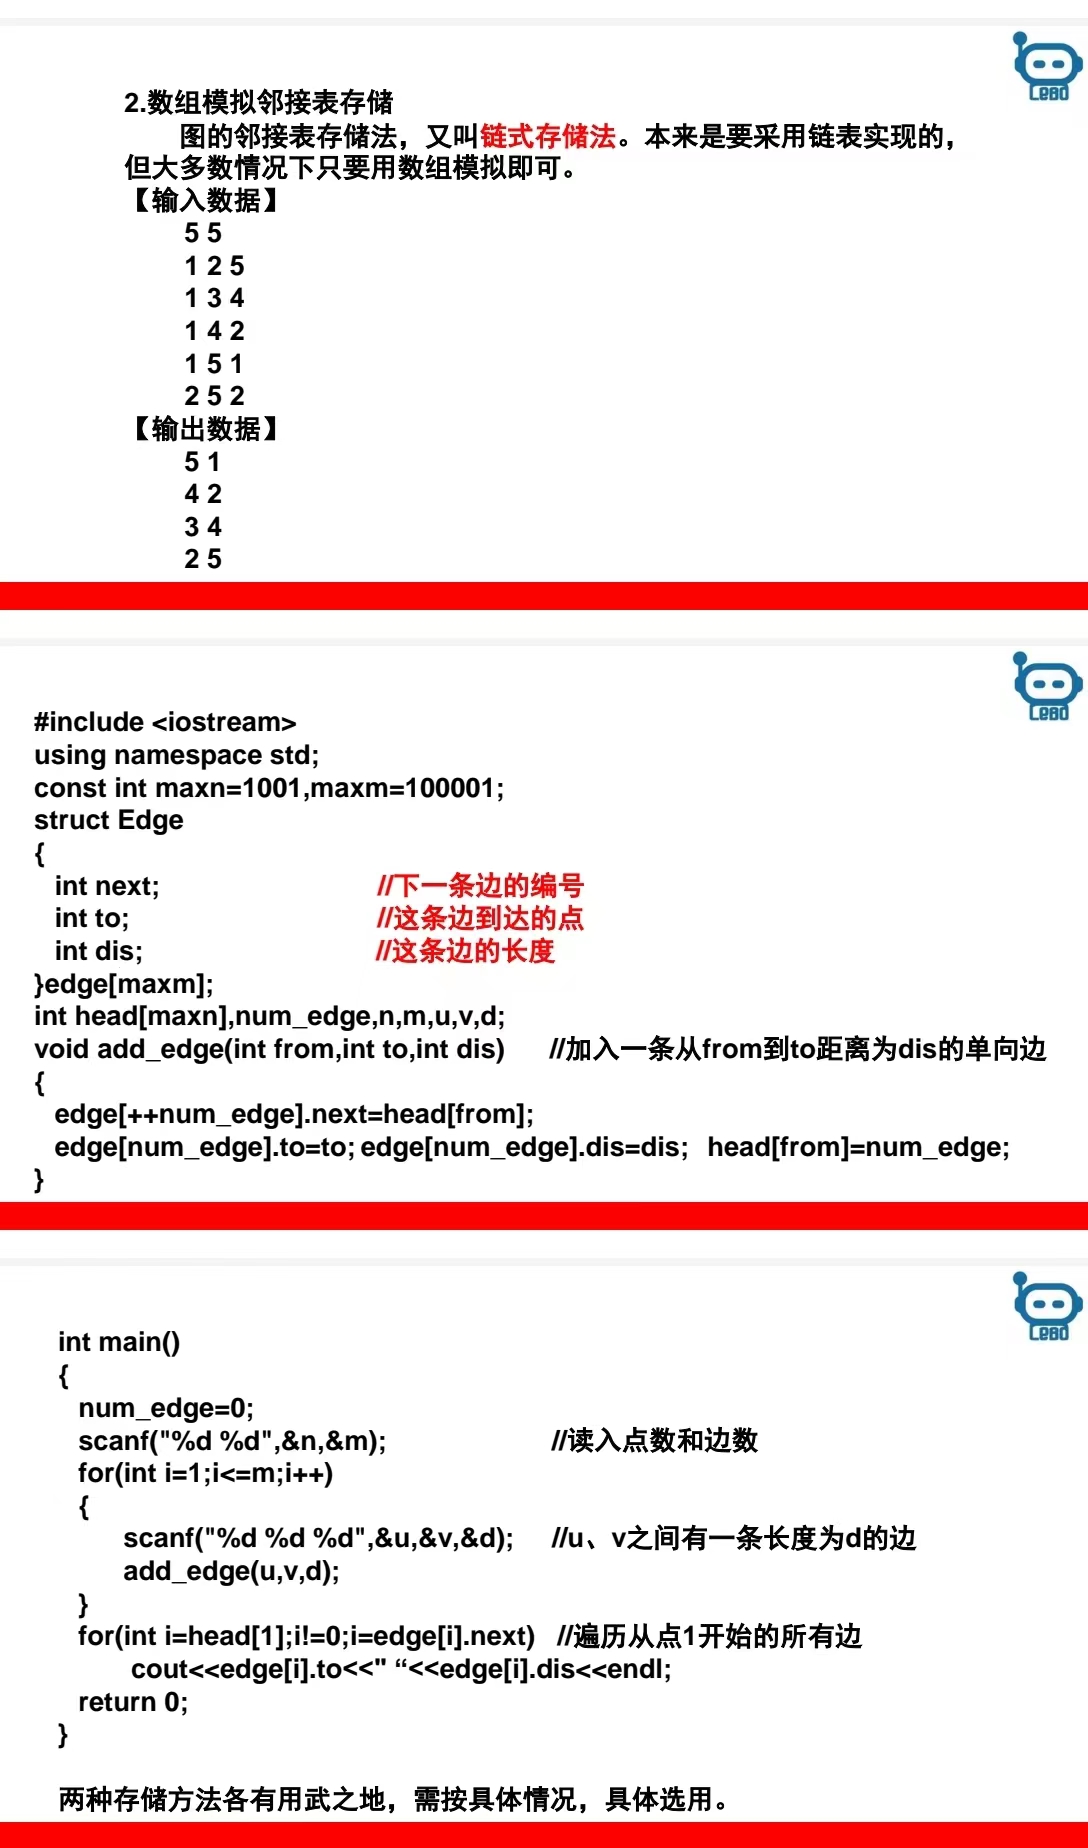 Lebo
2.数组模拟邻接表存储
图的邻接表存储法，又叫链式存储法。本来是要采用链表实现的，
但大多数情况下只要用数组模拟即可。
【输入数据】
5 5
1 2 5
1 3 4
1 4 2
1 5 1
2 5 2
【输出数据】
5 1
4 2
3 4
2 5
Lebo
#include <iostream>
using namespace std;
const int maxn=1001,maxm=100001;
struct Edge
{
int next; //下一条边的编号
int to; //这条边到达的点
int dis; //这条边的长度
}edge[maxm];
int head[maxn],num_edge,n,m,u,v,d;
void add_edge(int from,int to,int dis) //加入一条从from到to距离为dis的单向边
{
edge[++num_edge].next=head[from];
edge[num_edge].to=to; edge[num_edge].dis=dis; head[from]=num_edge;
}
Lebo
int main()
{
num_edge=0;
scanf("%d %d",&n,&m); //读入点数和边数
for(int i=1;i<=m;i++)
{
scanf("%d %d %d",&u,&v,&d); //u、v之间有一条长度为d的边
add_edge(u,v,d);
}
for(int i=head[1];i!=0;i=edge[i].next) //遍历从点1开始的所有边
cout<<edge[i].to<<" “<<edge[i].dis<<endl;
return 0;
}
两种存储方法各有用武之地，需按具体情况，具体选用。